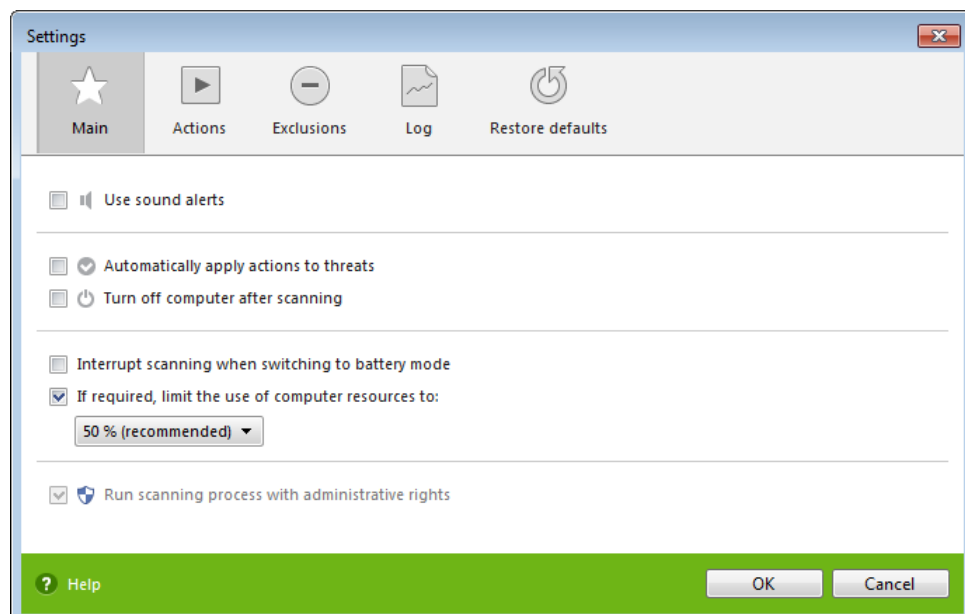 Settings
Main Actions Exclusions Log Restore defaults
Use sound alerts
Automatically apply actions to threats
Turn off computer after scanning
Interrupt scanning when switching to battery mode
If required, limit the use of computer resources to:
50 % (recommended)
Run scanning process with administrative rights
? Help OK Cancel